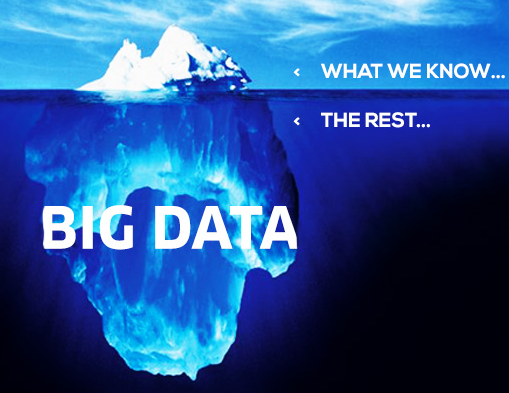 WHAT WE KNOW...
THE REST...
BIG DATA